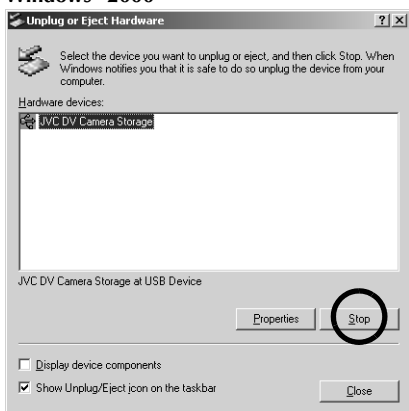 Unplug or Eject Hardware
Select the device you want to unplug or eject, and then click Stop. When
Windows notifies you that it is safe to do so unplug the device from your
computer.
Hardware devices:
JVC DV Camera Storage
JVC DV Camera Storage at USB Device
Properties
Stop
Display device components
Show Unplug/Eject icon on the taskbar
Close